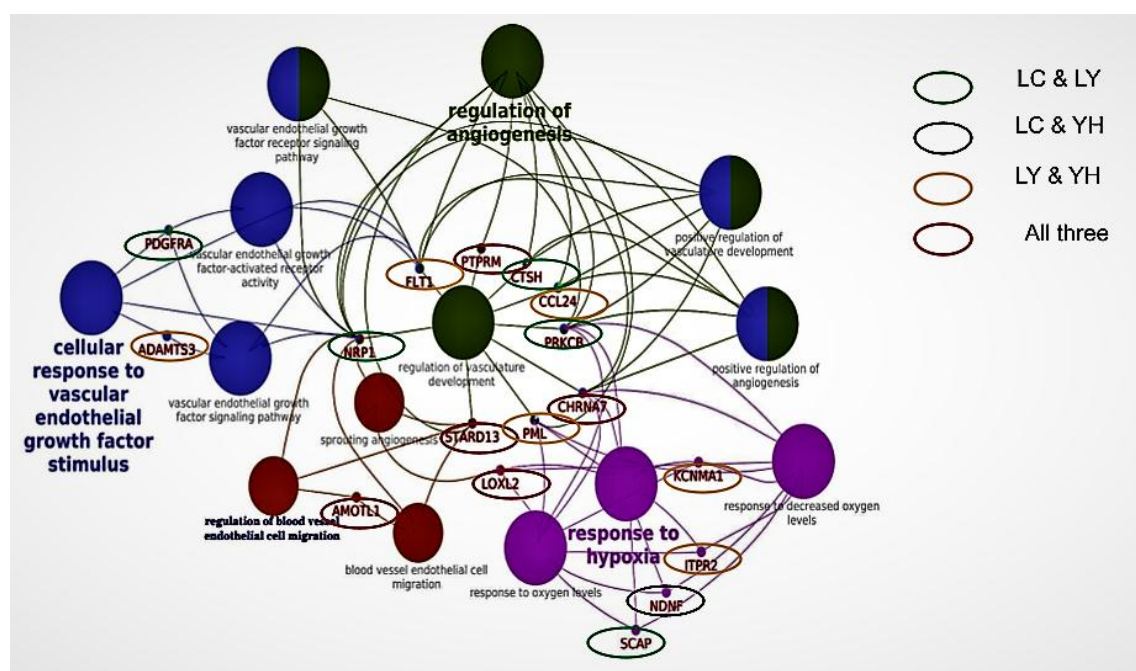 LC & LY
LC & YH
LY & YH
All three
regulation of
angiogenesis
vascular endothelial growth
factor receptor signaling
pathway
positive regulation of
vasculature development
PDGFRA
vascular endothelial growth
factor-activated receptor
activity
FLT1
PTPRM
CTSH
CCL24
PRKCB
ADAMTS3
NRP1
cellular
response to
vascular
endothelial
growth factor
stimulus
vascular endothelial growth
factor signaling pathway
regulation of vasculature
development
positive regulation of
angiogenesis
CHRNA7
sprouting angiogenesis
STARD13
PML
LOXL2
KCNMA1
response to decreased oxygen
levels
AMOTL1
regulation of blood vessel
endothelial cell migration
blood vessel endothelial cell
migration
response to
hypoxia
response to oxygen levels
ITPR2
NDNF
SCAP